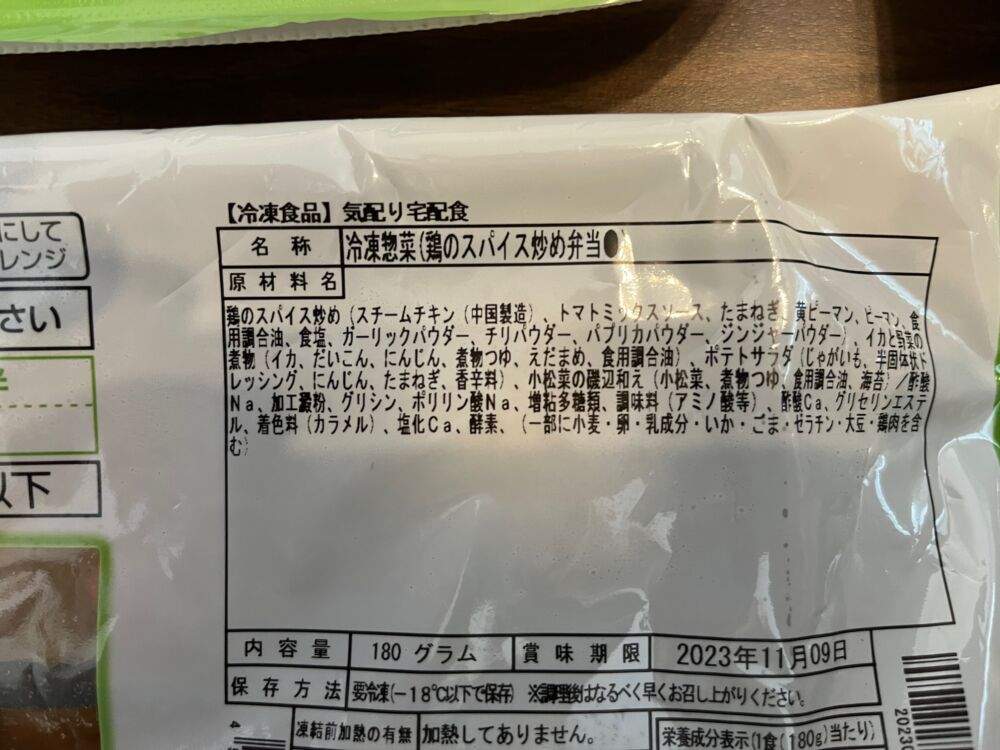 【冷凍食品】気配り宅配食
名称 冷凍惣菜(鶏のスパイス炒め弁当●)
原材料名
鶏のスパイス炒め（スチームチキン（中国製造）、トマトミックスソース、たまねぎ、黄ピーマン、ピーマン、食
用調合油、食塩、ガーリックパウダー、チリパウダー、パプリカパウダー、ジンジャーパウダー）、イカと野菜の
煮物（イカ、だいこん、にんじん、煮物つゆ、えだまめ、食用調合油）、ポテトサラダ（じゃがいも、半固体状ド
レッシング、にんじん、たまねぎ、香辛料）、小松菜の磯辺和え（小松菜、煮物つゆ、食用調合油、海苔）／酢酸
Ｎａ、加工澱粉、グリシン、ポリリン酸Ｎａ、増粘多糖類、調味料（アミノ酸等）、酢酸Ｃａ、グリセリンエステ
ル、着色料（カラメル）、塩化Ｃａ、酵素、（一部に小麦・卵・乳成分・いか・ごま・ゼラチン・大豆・鶏肉を含
む）
内容量 180 グラム 賞味期限 2023年11月09日
保存方法 要冷凍(－18℃以下で保存) ※調理後はなるべく早くお召し上がりください。
凍結前加熱の有無 加熱してありません。 栄養成分表示(1食(180g)当たり)
にして
レンジ
さい
以下
2023